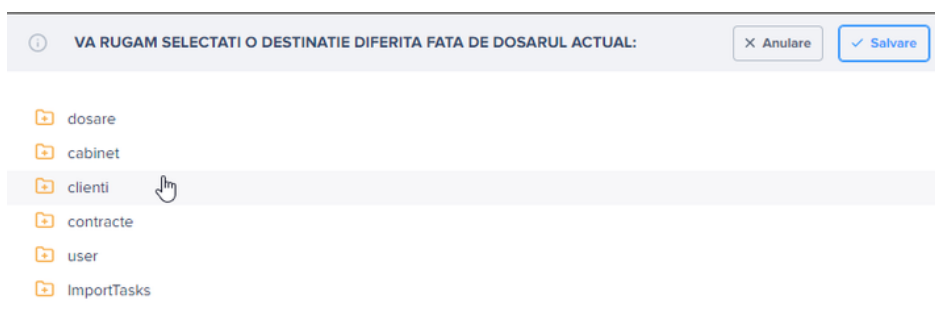 VA RUGAM SELECTATI O DESTINATIE DIFERITA FATA DE DOSARUL ACTUAL: Anulare Salvare
dosare
cabinet
clienti
contracte
user
ImportTasks